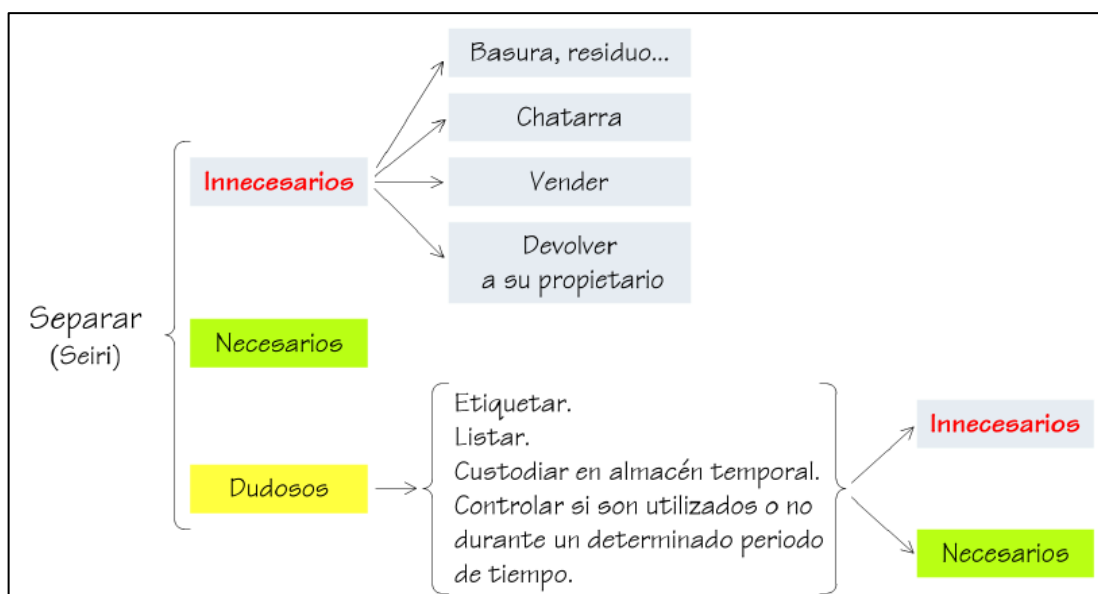 Separar
(Seiri)
Innecesarios
Basura, residuo...
Chatarra
Vender
Devolver
a su propietario
Necesarios
Dudosos
Etiquetar.
Listar.
Custodiar en almacén temporal.
Controlar si son utilizados o no
durante un determinado periodo
de tiempo.
Innecesarios
Necesarios